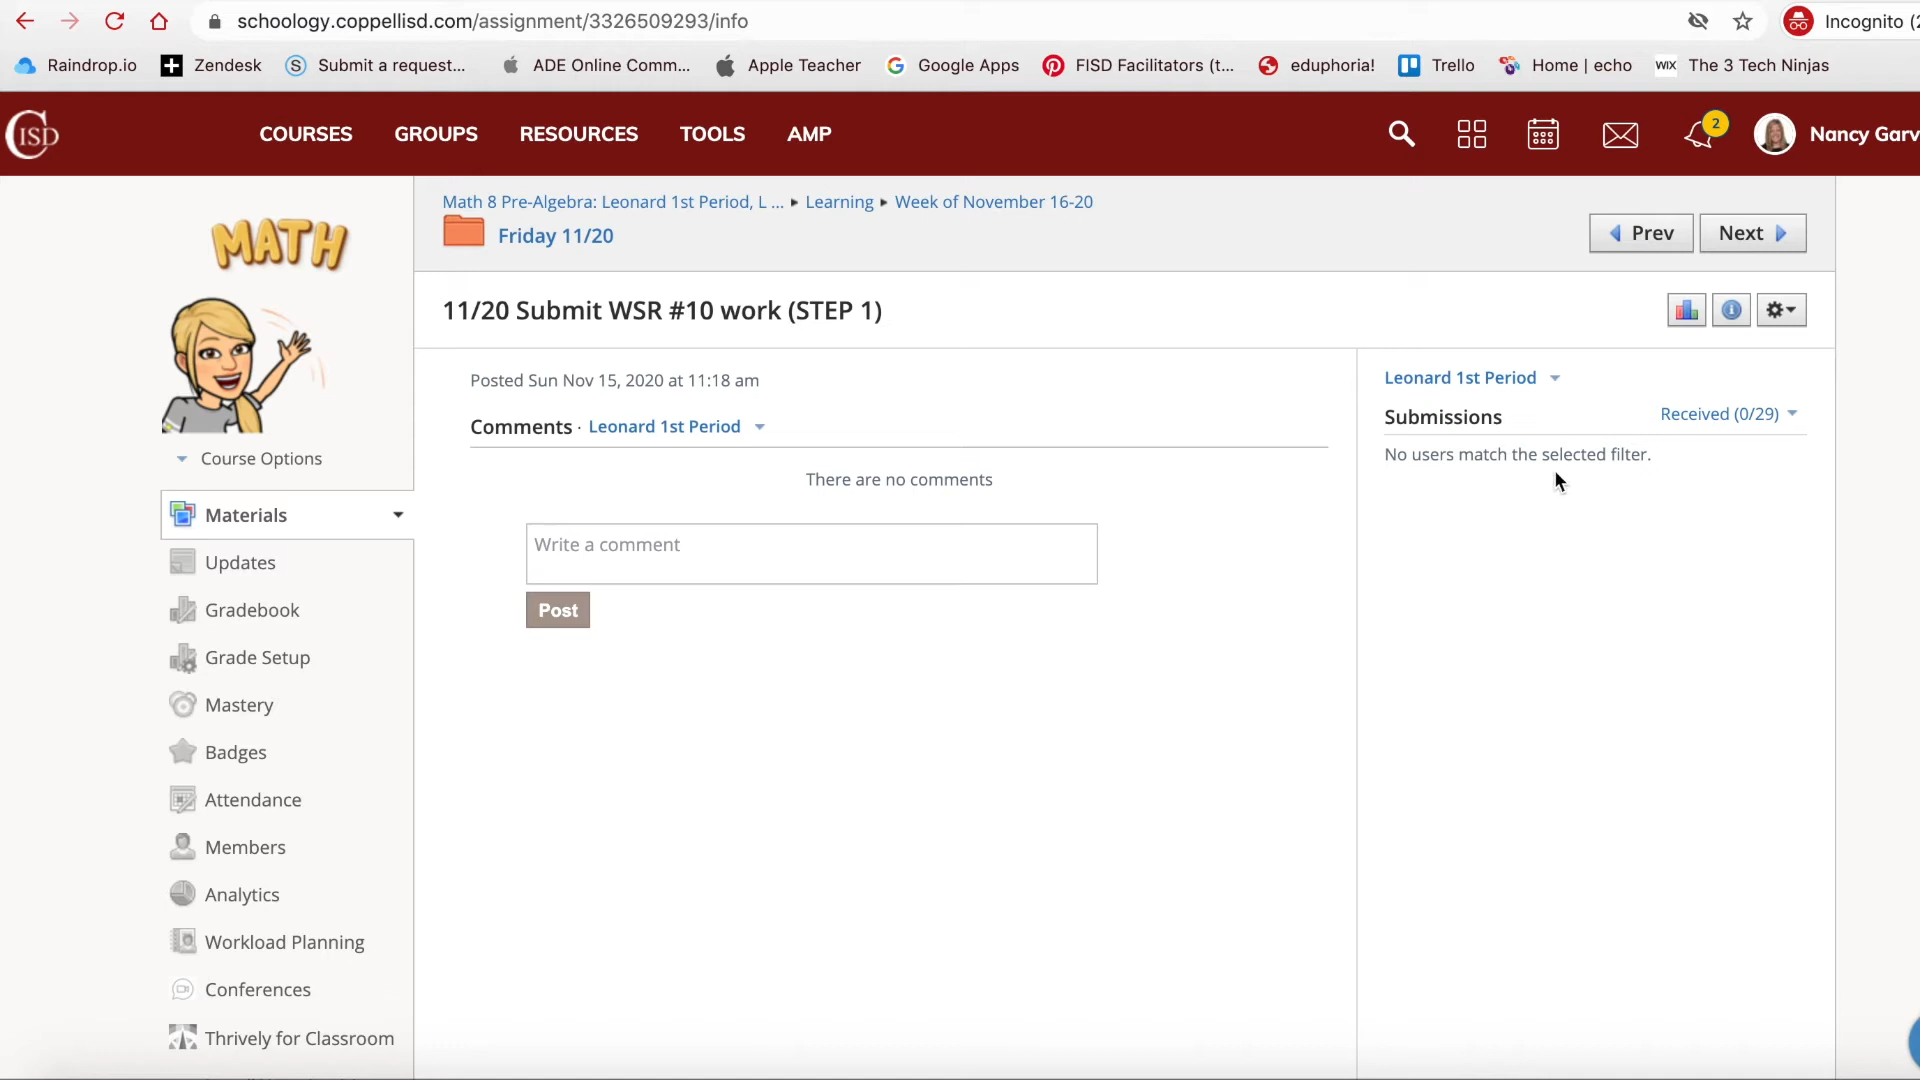 schoology.coppellisd.com/assignment/3326509293/info
Incognito (2
Raindrop.io
Zendesk
Submit a request...
ADE Online Comm...
Apple Teacher
Google Apps
FISD Facilitators (t...
eduphoria!
Trello
Home | echo
WIX The 3 Tech Ninjas
CISD
COURSES
GROUPS
RESOURCES
TOOLS
AMP
2
Nancy Garv
MATH
Course Options
Materials
Updates
Gradebook
Grade Setup
Mastery
Badges
Attendance
Members
Analytics
Workload Planning
Conferences
Thrively for Classroom
Math 8 Pre-Algebra: Leonard 1st Period, L ... ▸ Learning ▸ Week of November 16-20
Friday 11/20
Prev
Next
11/20 Submit WSR #10 work (STEP 1)
Posted Sun Nov 15, 2020 at 11:18 am
Comments · Leonard 1st Period
There are no comments
Write a comment
Post
Leonard 1st Period
Submissions
Received (0/29)
No users match the selected filter.